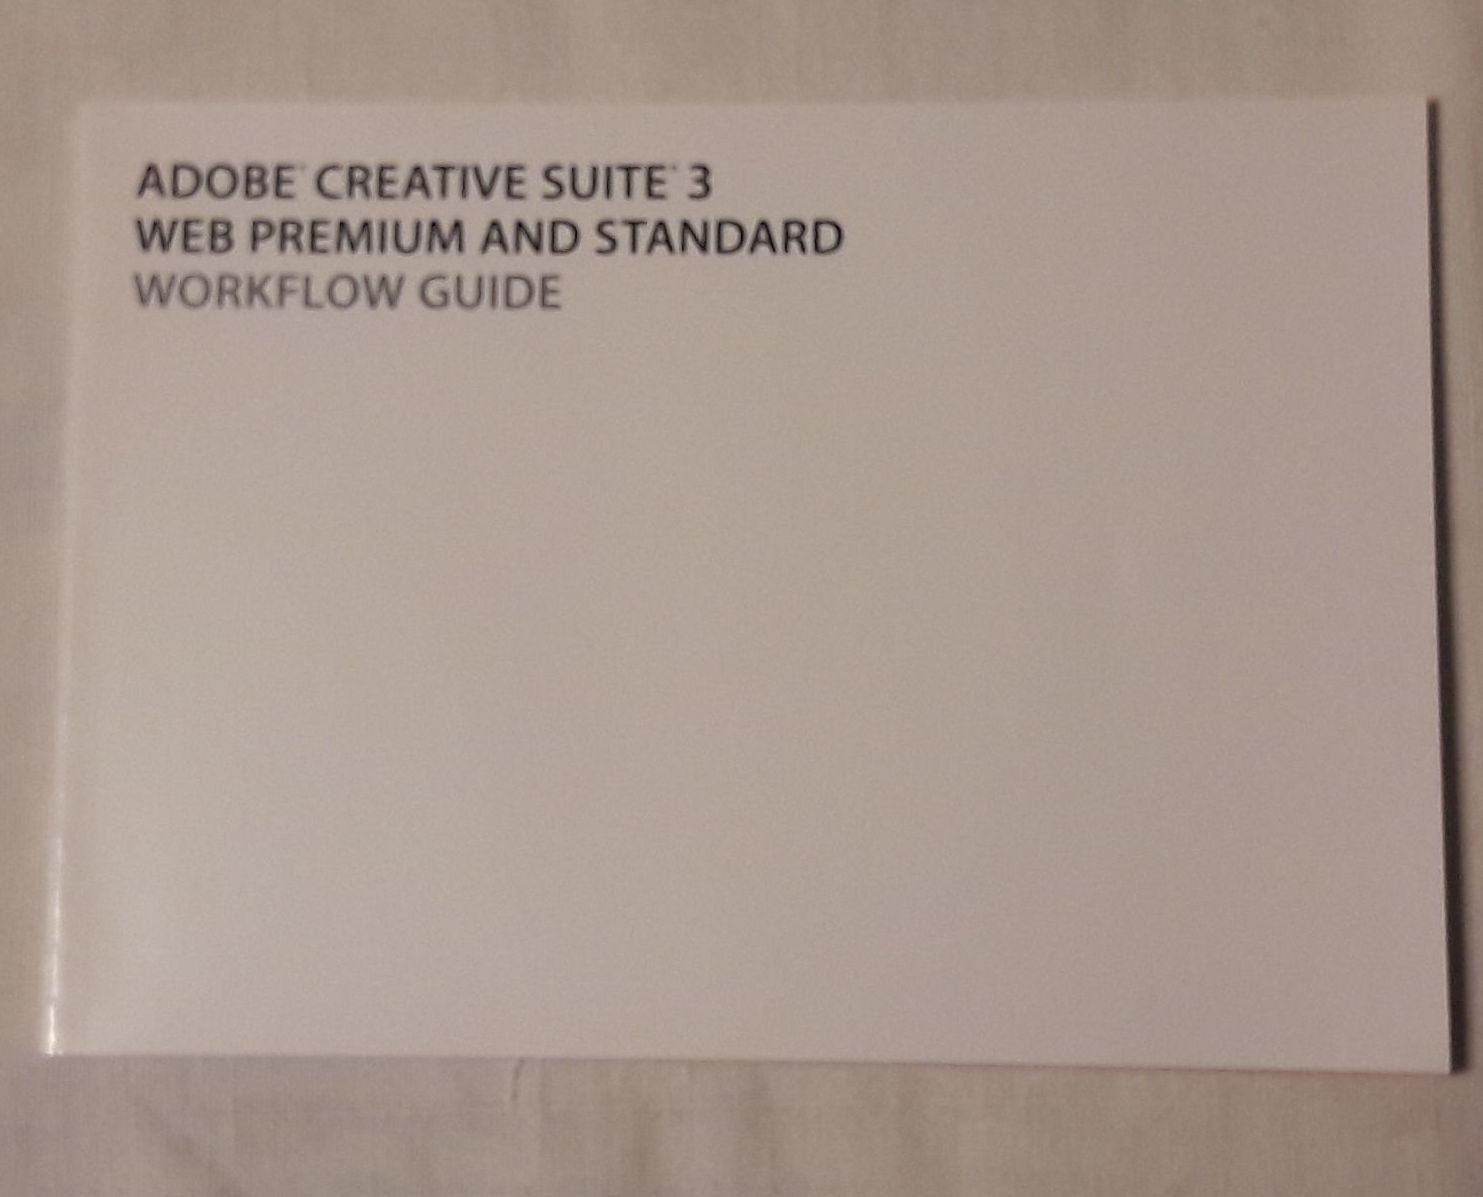 ADOBE® CREATIVE SUITE® 3
WEB PREMIUM AND STANDARD
WORKFLOW GUIDE